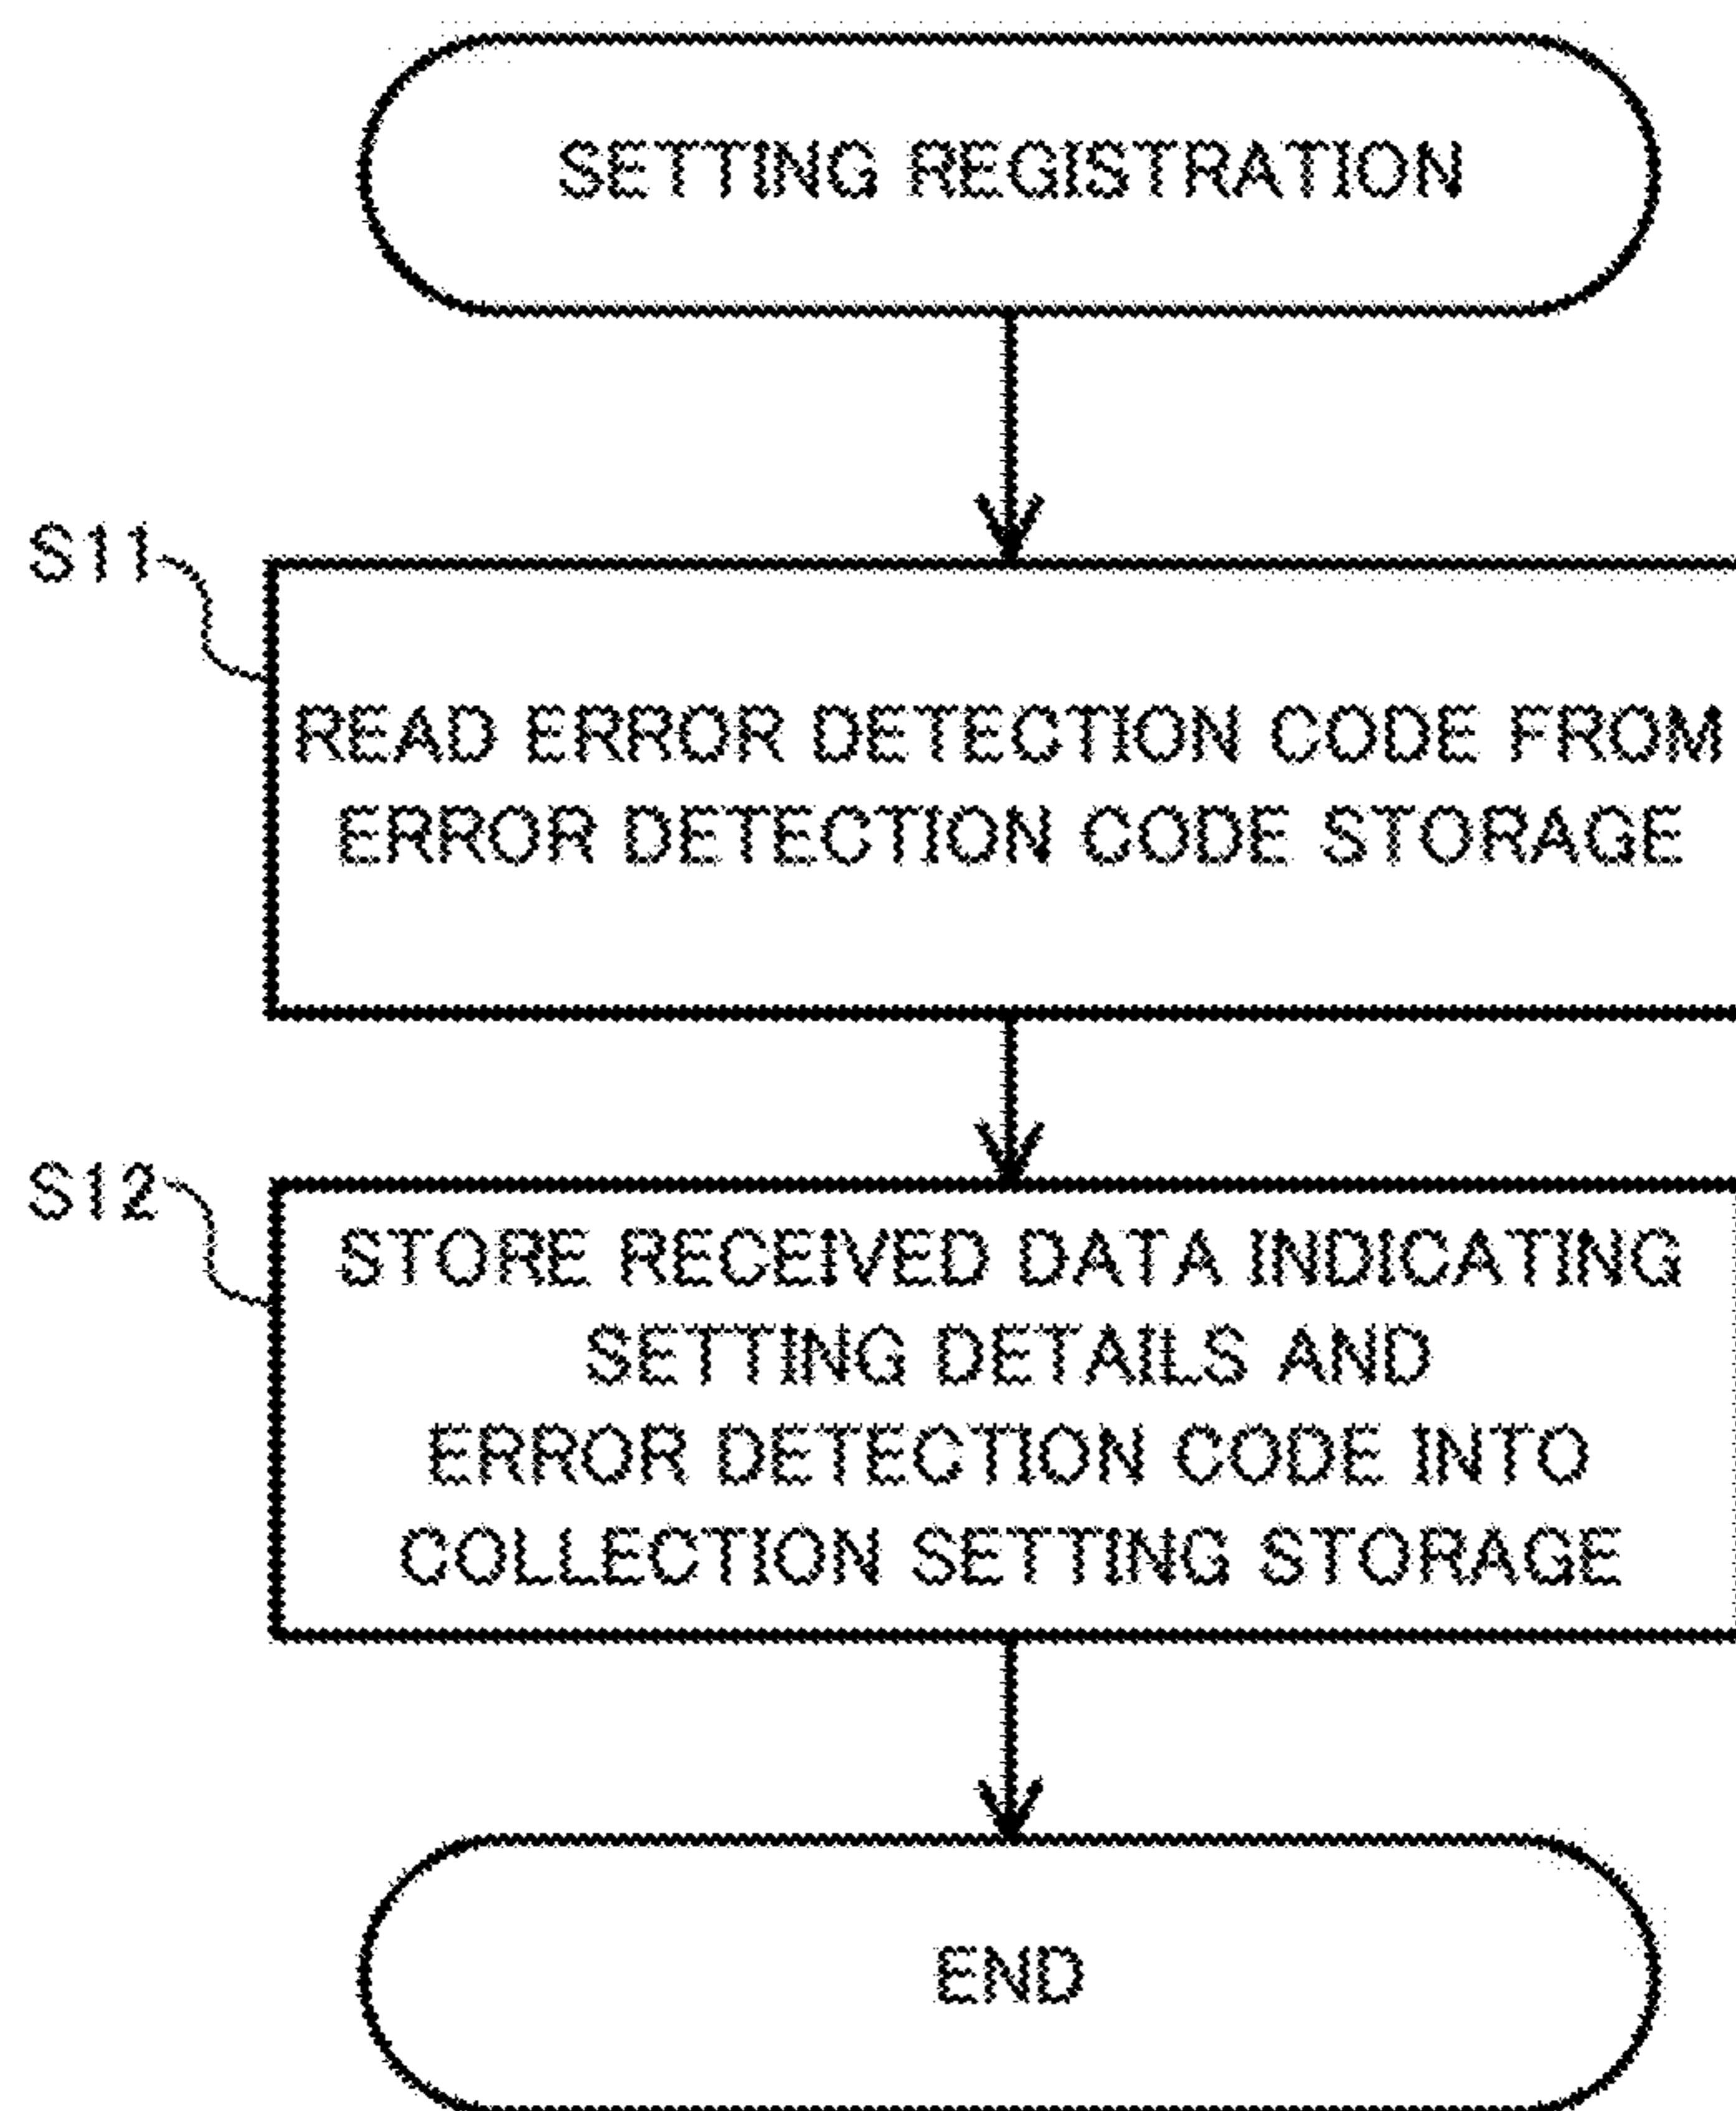 SETTING REGISTRATION
S11
READ ERROR DETECTION CODE FROM
ERROR DETECTION CODE STORAGE
S12
STORE RECEIVED DATA INDICATING
SETTING DETAILS AND
ERROR DETECTION CODE INTO
COLLECTION SETTING STORAGE
END